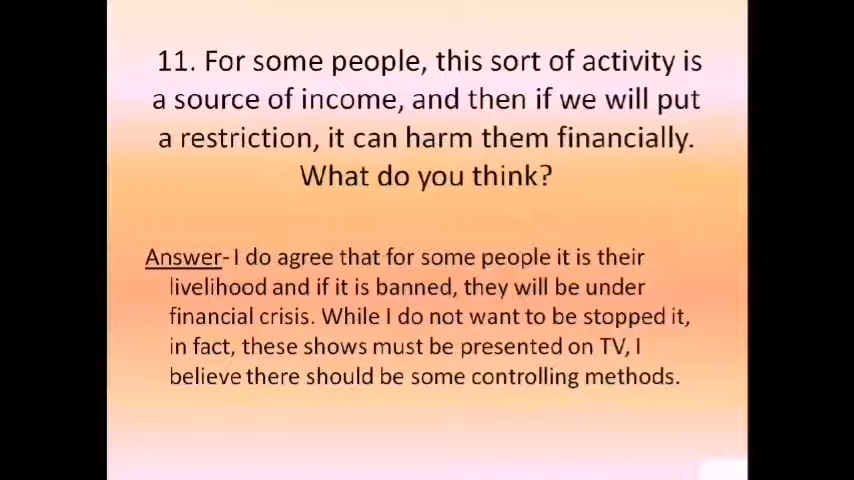 11. For some people, this sort of activity is
a source of income, and then if we will put
a restriction, it can harm them financially.
What do you think?
Answer- I do agree that for some people it is their
livelihood and if it is banned, they will be under
financial crisis. While I do not want to be stopped it,
in fact, these shows must be presented on TV, I
believe there should be some controlling methods.